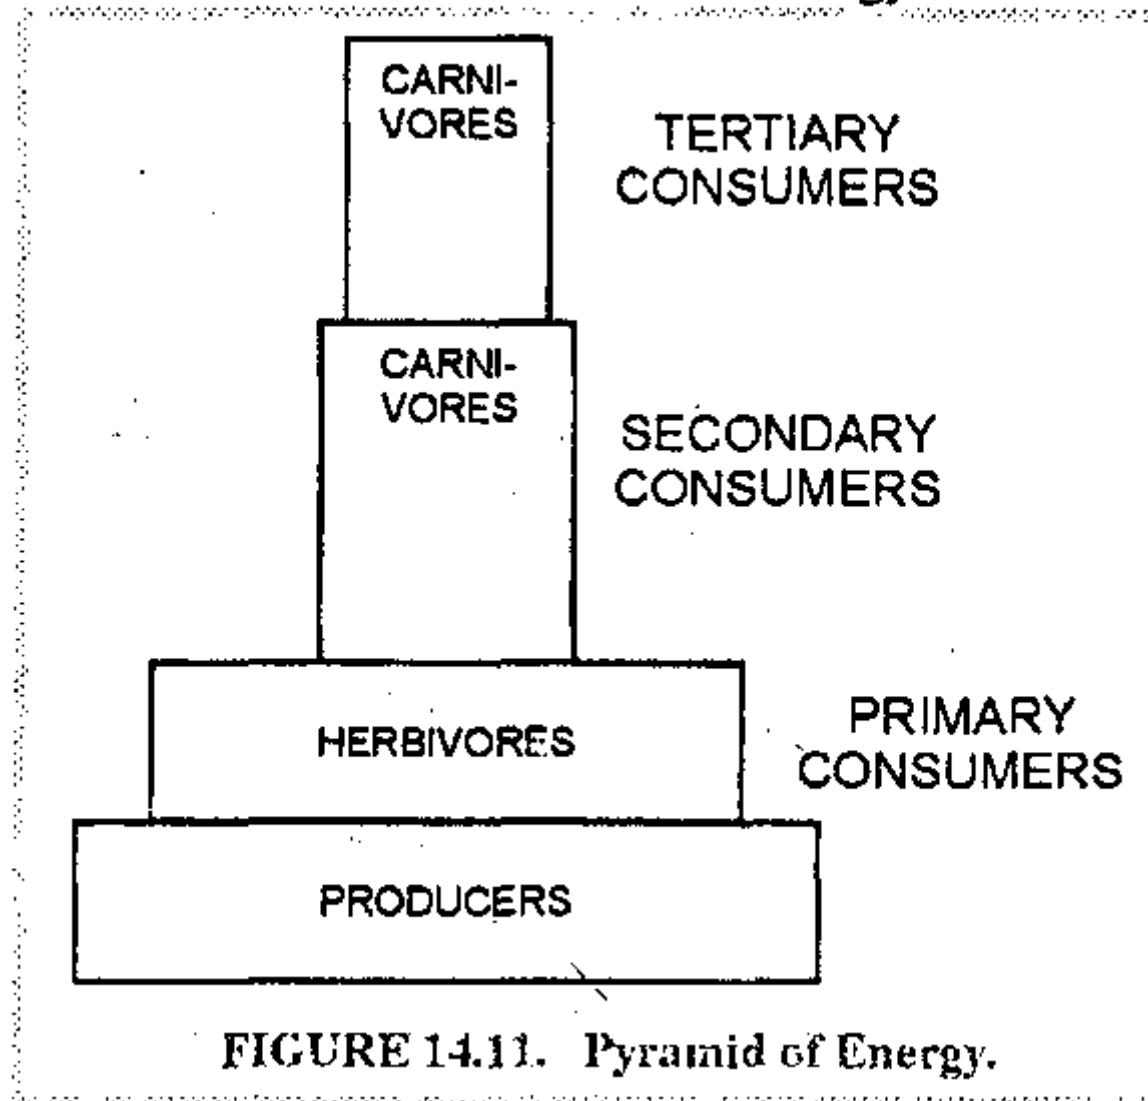 CARNI-
VORES
TERTIARY
CONSUMERS
CARNI-
VORES
SECONDARY
CONSUMERS
HERBIVORES
PRIMARY
CONSUMERS
PRODUCERS
FIGURE 14.11. Pyramid of Energy.